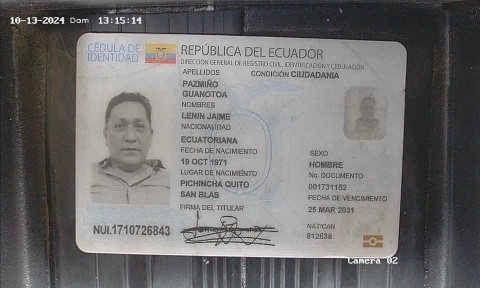 10-13-2024 Dom 13:15:14
CÉDULA DE
IDENTIDAD
REPÚBLICA DEL ECUADOR
DIRECCIÓN GENERAL DE REGISTRO CIVIL, IDENTIFICACIÓN Y CEDULACIÓN
APELLIDOS
CONDICIÓN CIUDADANÍA
PAZMIÑO
GUANOTOA
NOMBRES
LENIN JAIME
NACIONALIDAD
ECUATORIANA
FECHA DE NACIMIENTO
19 OCT 1971
LUGAR DE NACIMIENTO
PICHINCHA QUITO
SAN BLAS
FIRMA DEL TITULAR
SEXO
HOMBRE
No. DOCUMENTO
001731152
FECHA DE VENCIMIENTO
25 MAR 2031
NAT/CAN
812638
NUI.1710726843
Camera 02